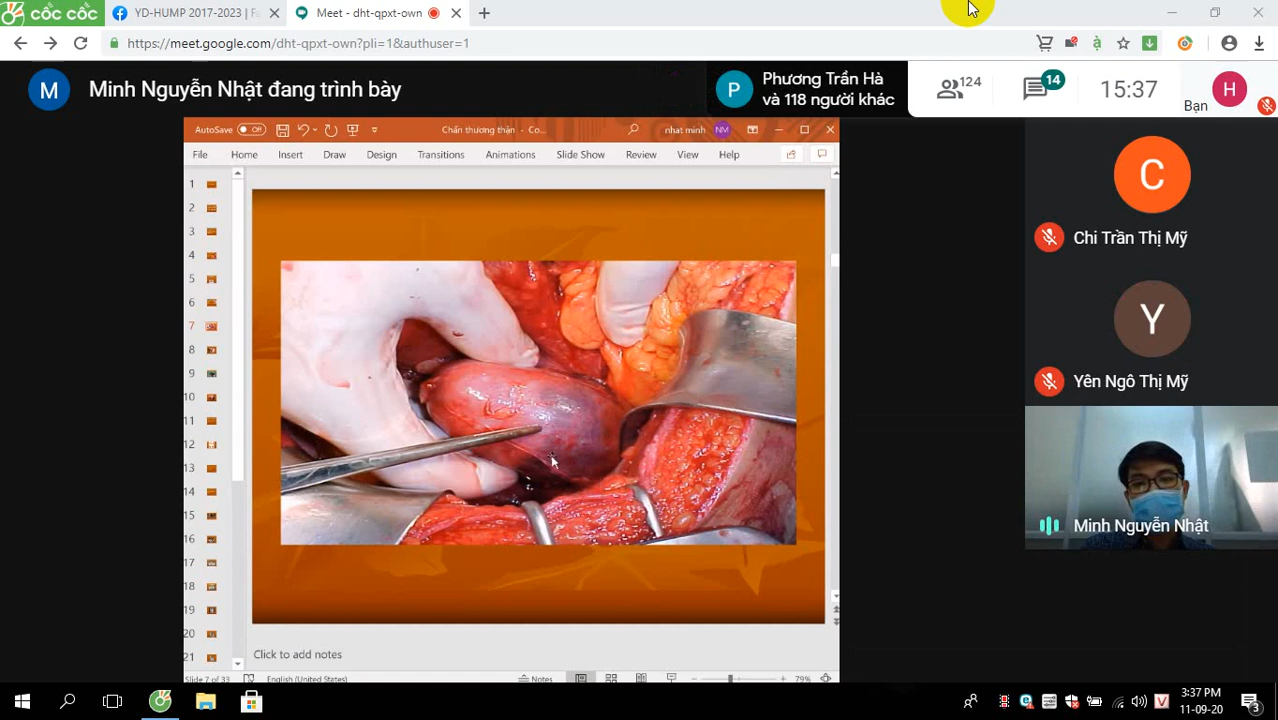 cốc cốc
YD-HUMP 2017-2023 | Fa
Meet - dht-qpxt-own
https://meet.google.com/dht-qpxt-own?pli=1&authuser=1
M
Minh Nguyễn Nhật đang trình bày
P
Phương Trần Hà
và 118 người khác
124
14
15:37
Bạn
H
AutoSave
Off
Chấn thương thận - Co...
nhat minh
NM
File
Home
Insert
Draw
Design
Transitions
Animations
Slide Show
Review
View
Help
1
2
3
4
5
6
7
8
9
10
11
12
13
14
15
16
17
18
19
20
21
Click to add notes
Slide 7 of 33
English (United States)
Notes
79%
C
Chi Trần Thị Mỹ
Y
Yên Ngô Thị Mỹ
Minh Nguyễn Nhật
V
3:37 PM
11-09-20
3